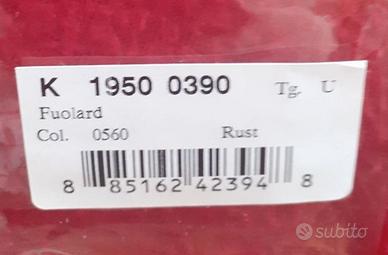 K 1950 0390 Tg. U
Fuolard
Col. 0560 Rust
8 85162 42394 8
subito